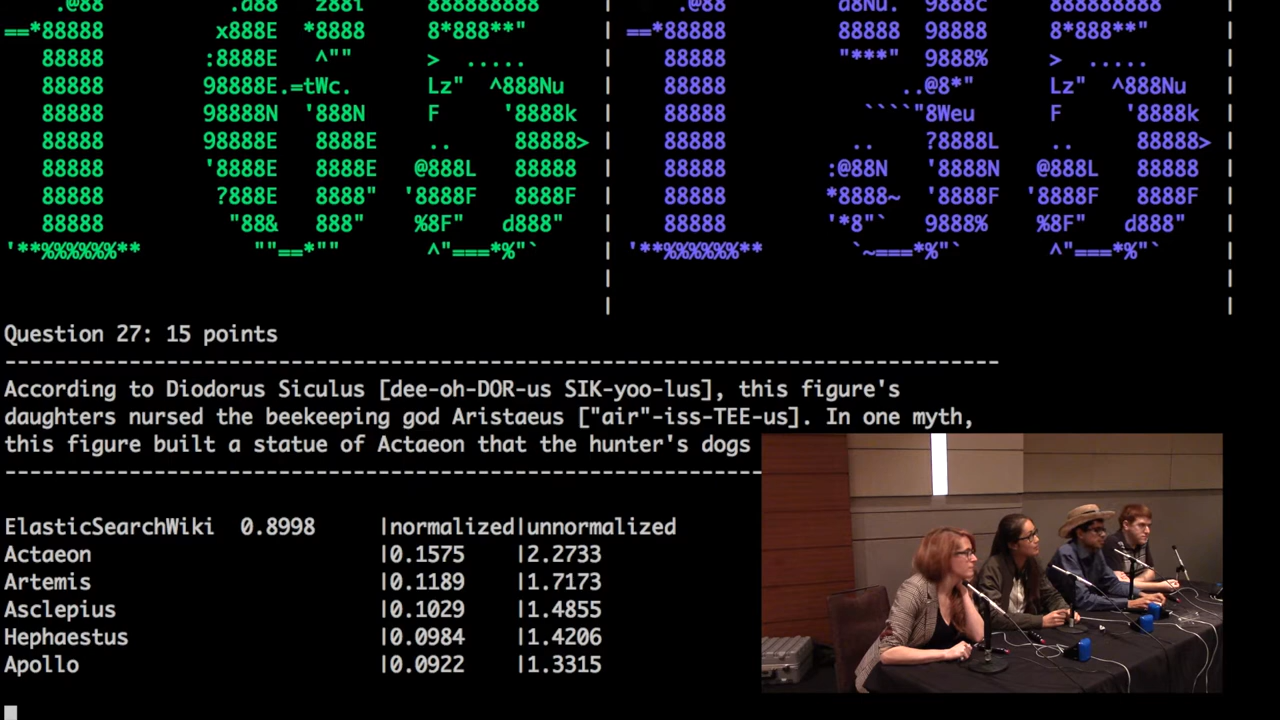 165 135
Question 27: 15 points
According to Diodorus Siculus [dee-oh-DOR-us SIK-yoo-lus], this figure's
daughters nursed the beekeeping god Aristaeus ["air"-iss-TEE-us]. In one myth,
this figure built a statue of Actaeon that the hunter's dogs
ElasticSearchWiki 0.8998 |normalized|unnormalized
Actaeon |0.1575 |2.2733
Artemis |0.1189 |1.7173
Asclepius |0.1029 |1.4855
Hephaestus |0.0984 |1.4206
Apollo |0.0922 |1.3315